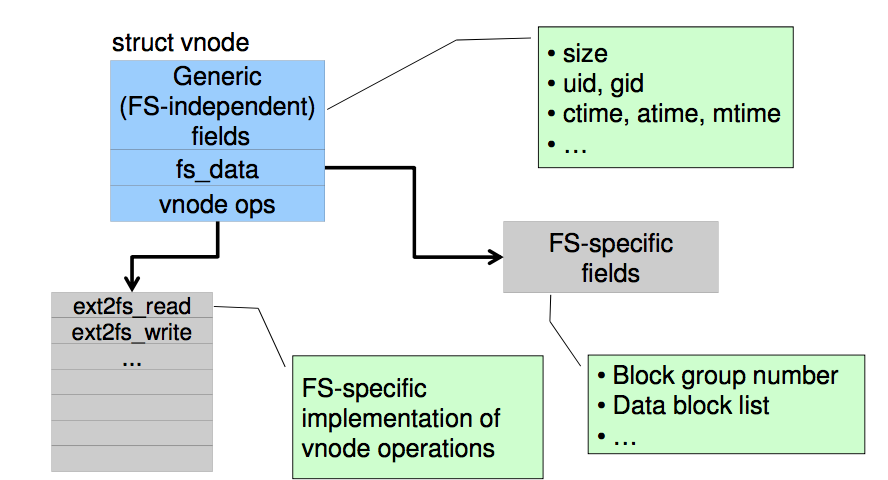 struct vnode
Generic
(FS-independent)
fields
fs_data
vnode ops
• size
• uid, gid
• ctime, atime, mtime
• ...
FS-specific
fields
ext2fs_read
ext2fs_write
...
FS-specific
implementation of
vnode operations
• Block group number
• Data block list
• ...